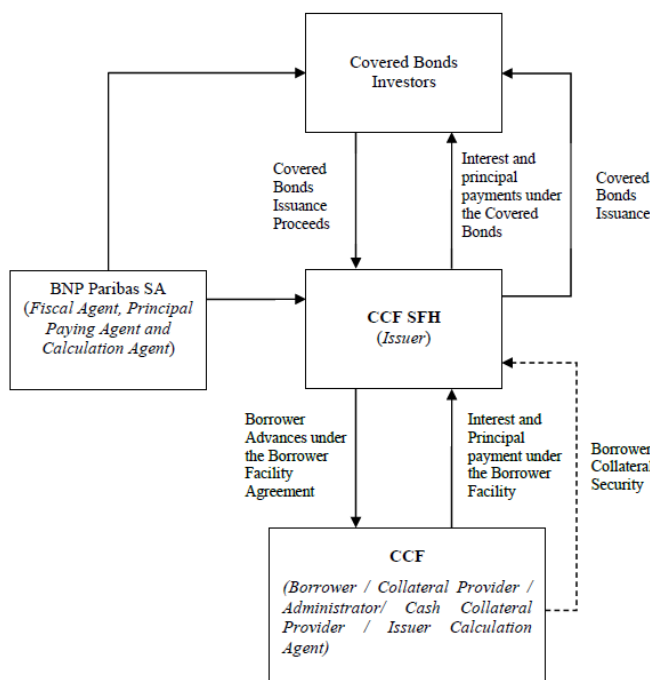 Covered Bonds
Investors
Covered
Bonds
Issuance
Proceeds
Interest and
principal
payments under
the Covered
Bonds
Covered
Bonds
Issuance
BNP Paribas SA
(Fiscal Agent, Principal
Paying Agent and
Calculation Agent)
CCF SFH
(Issuer)
Borrower
Advances under
the Borrower
Facility
Agreement
Interest and
Principal
payment under
the Borrower
Facility
Borrower
Collateral
Security
CCF
(Borrower / Collateral Provider /
Administrator/ Cash Collateral
Provider / Issuer Calculation
Agent)